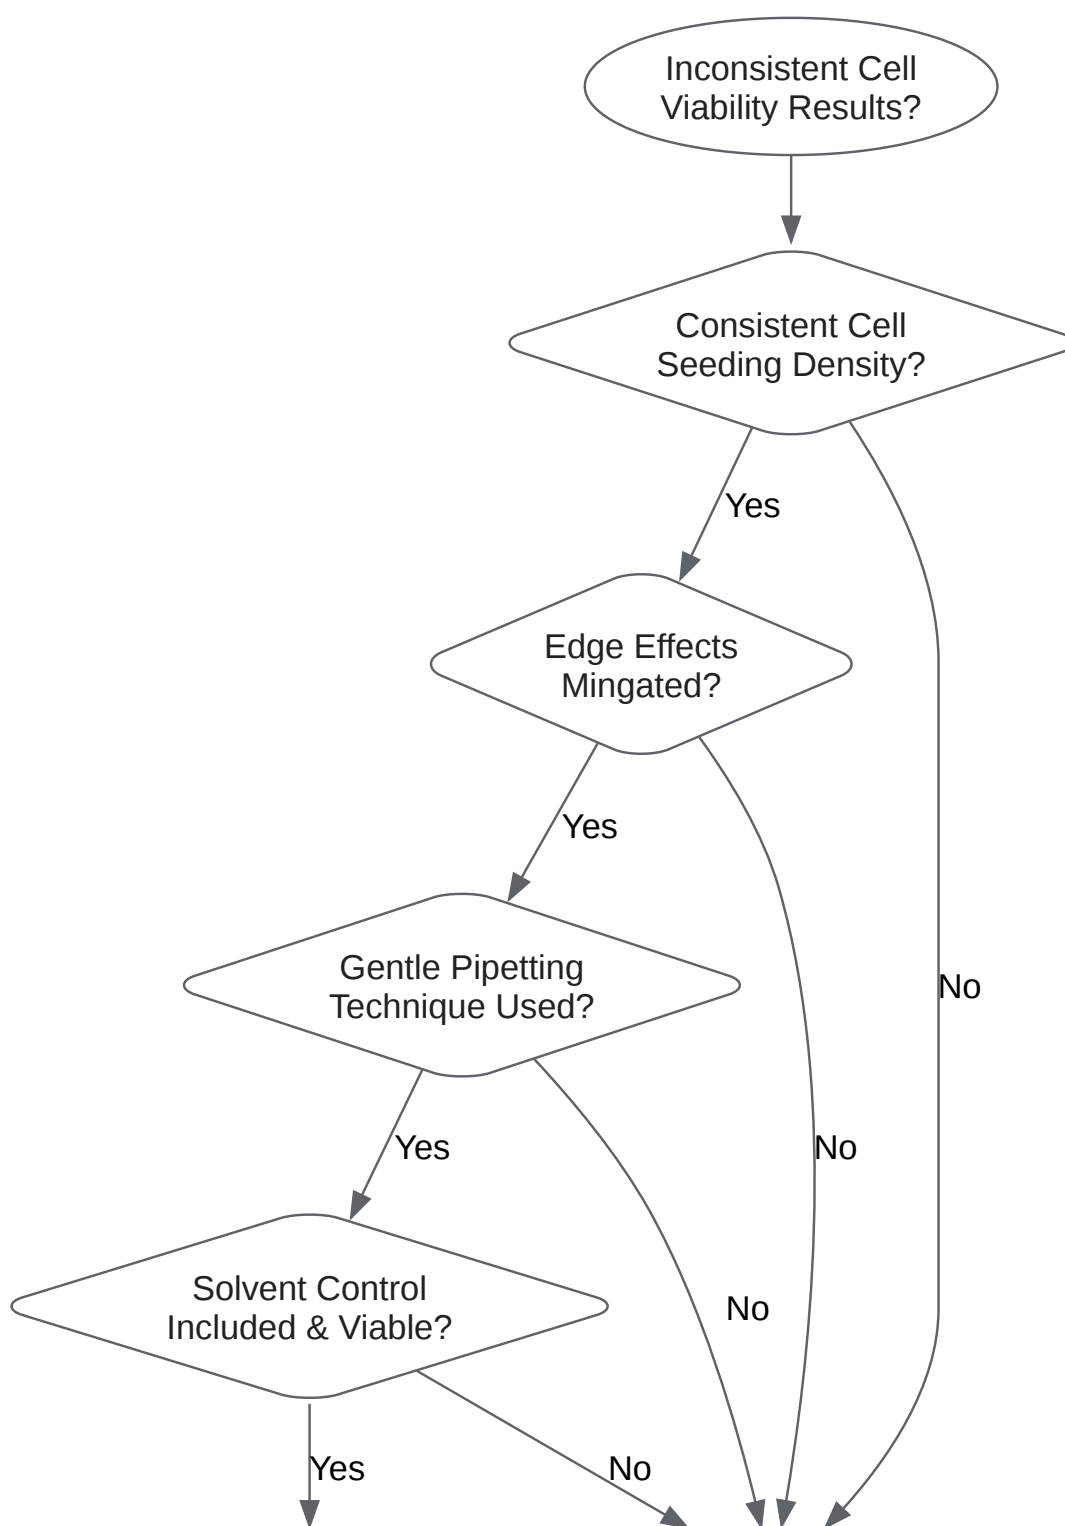 Inconsistent Cell
Viability Results?
Consistent Cell
Seeding Density?
Yes
Edge Effects
Mingated?
Yes
Gentle Pipetting
Technique Used?
No
Yes
No
Solvent Control
Included & Viable?
No
Yes
No